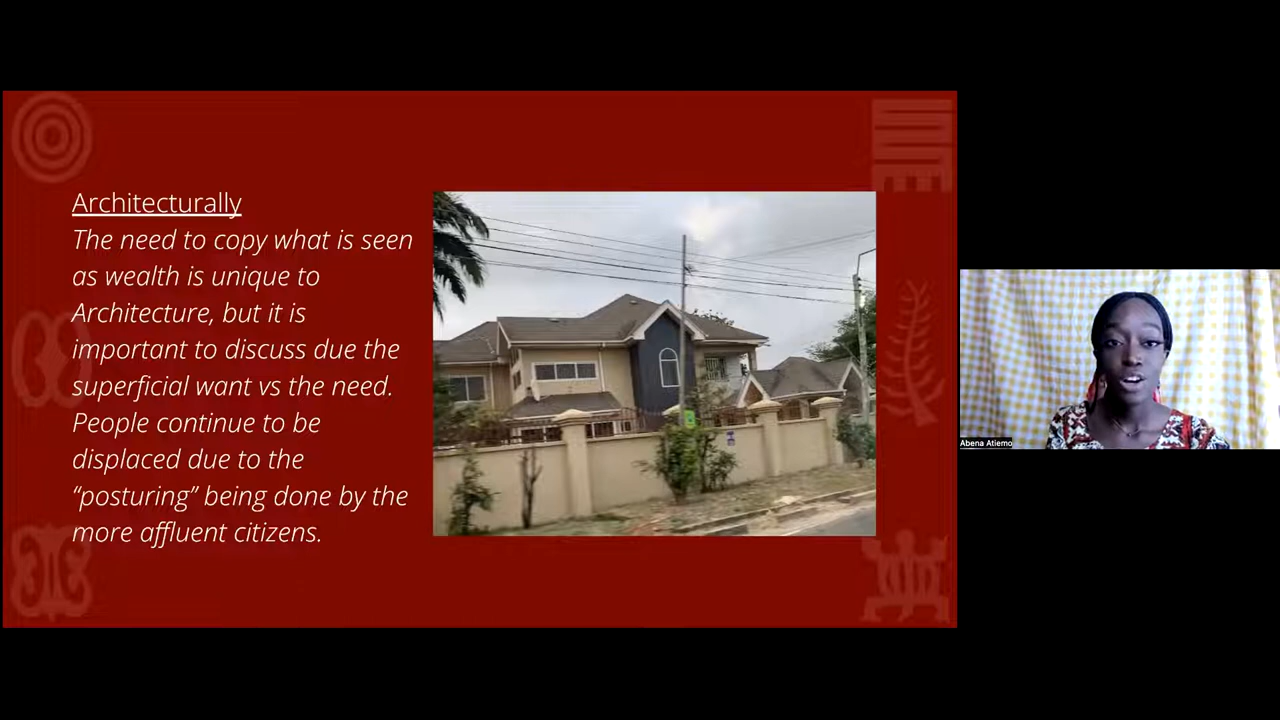 Architecturally
The need to copy what is seen
as wealth is unique to
Architecture, but it is
important to discuss due the
superficial want vs the need.
People continue to be
displaced due to the
“posturing” being done by the
more affluent citizens.
Abena Atiemo